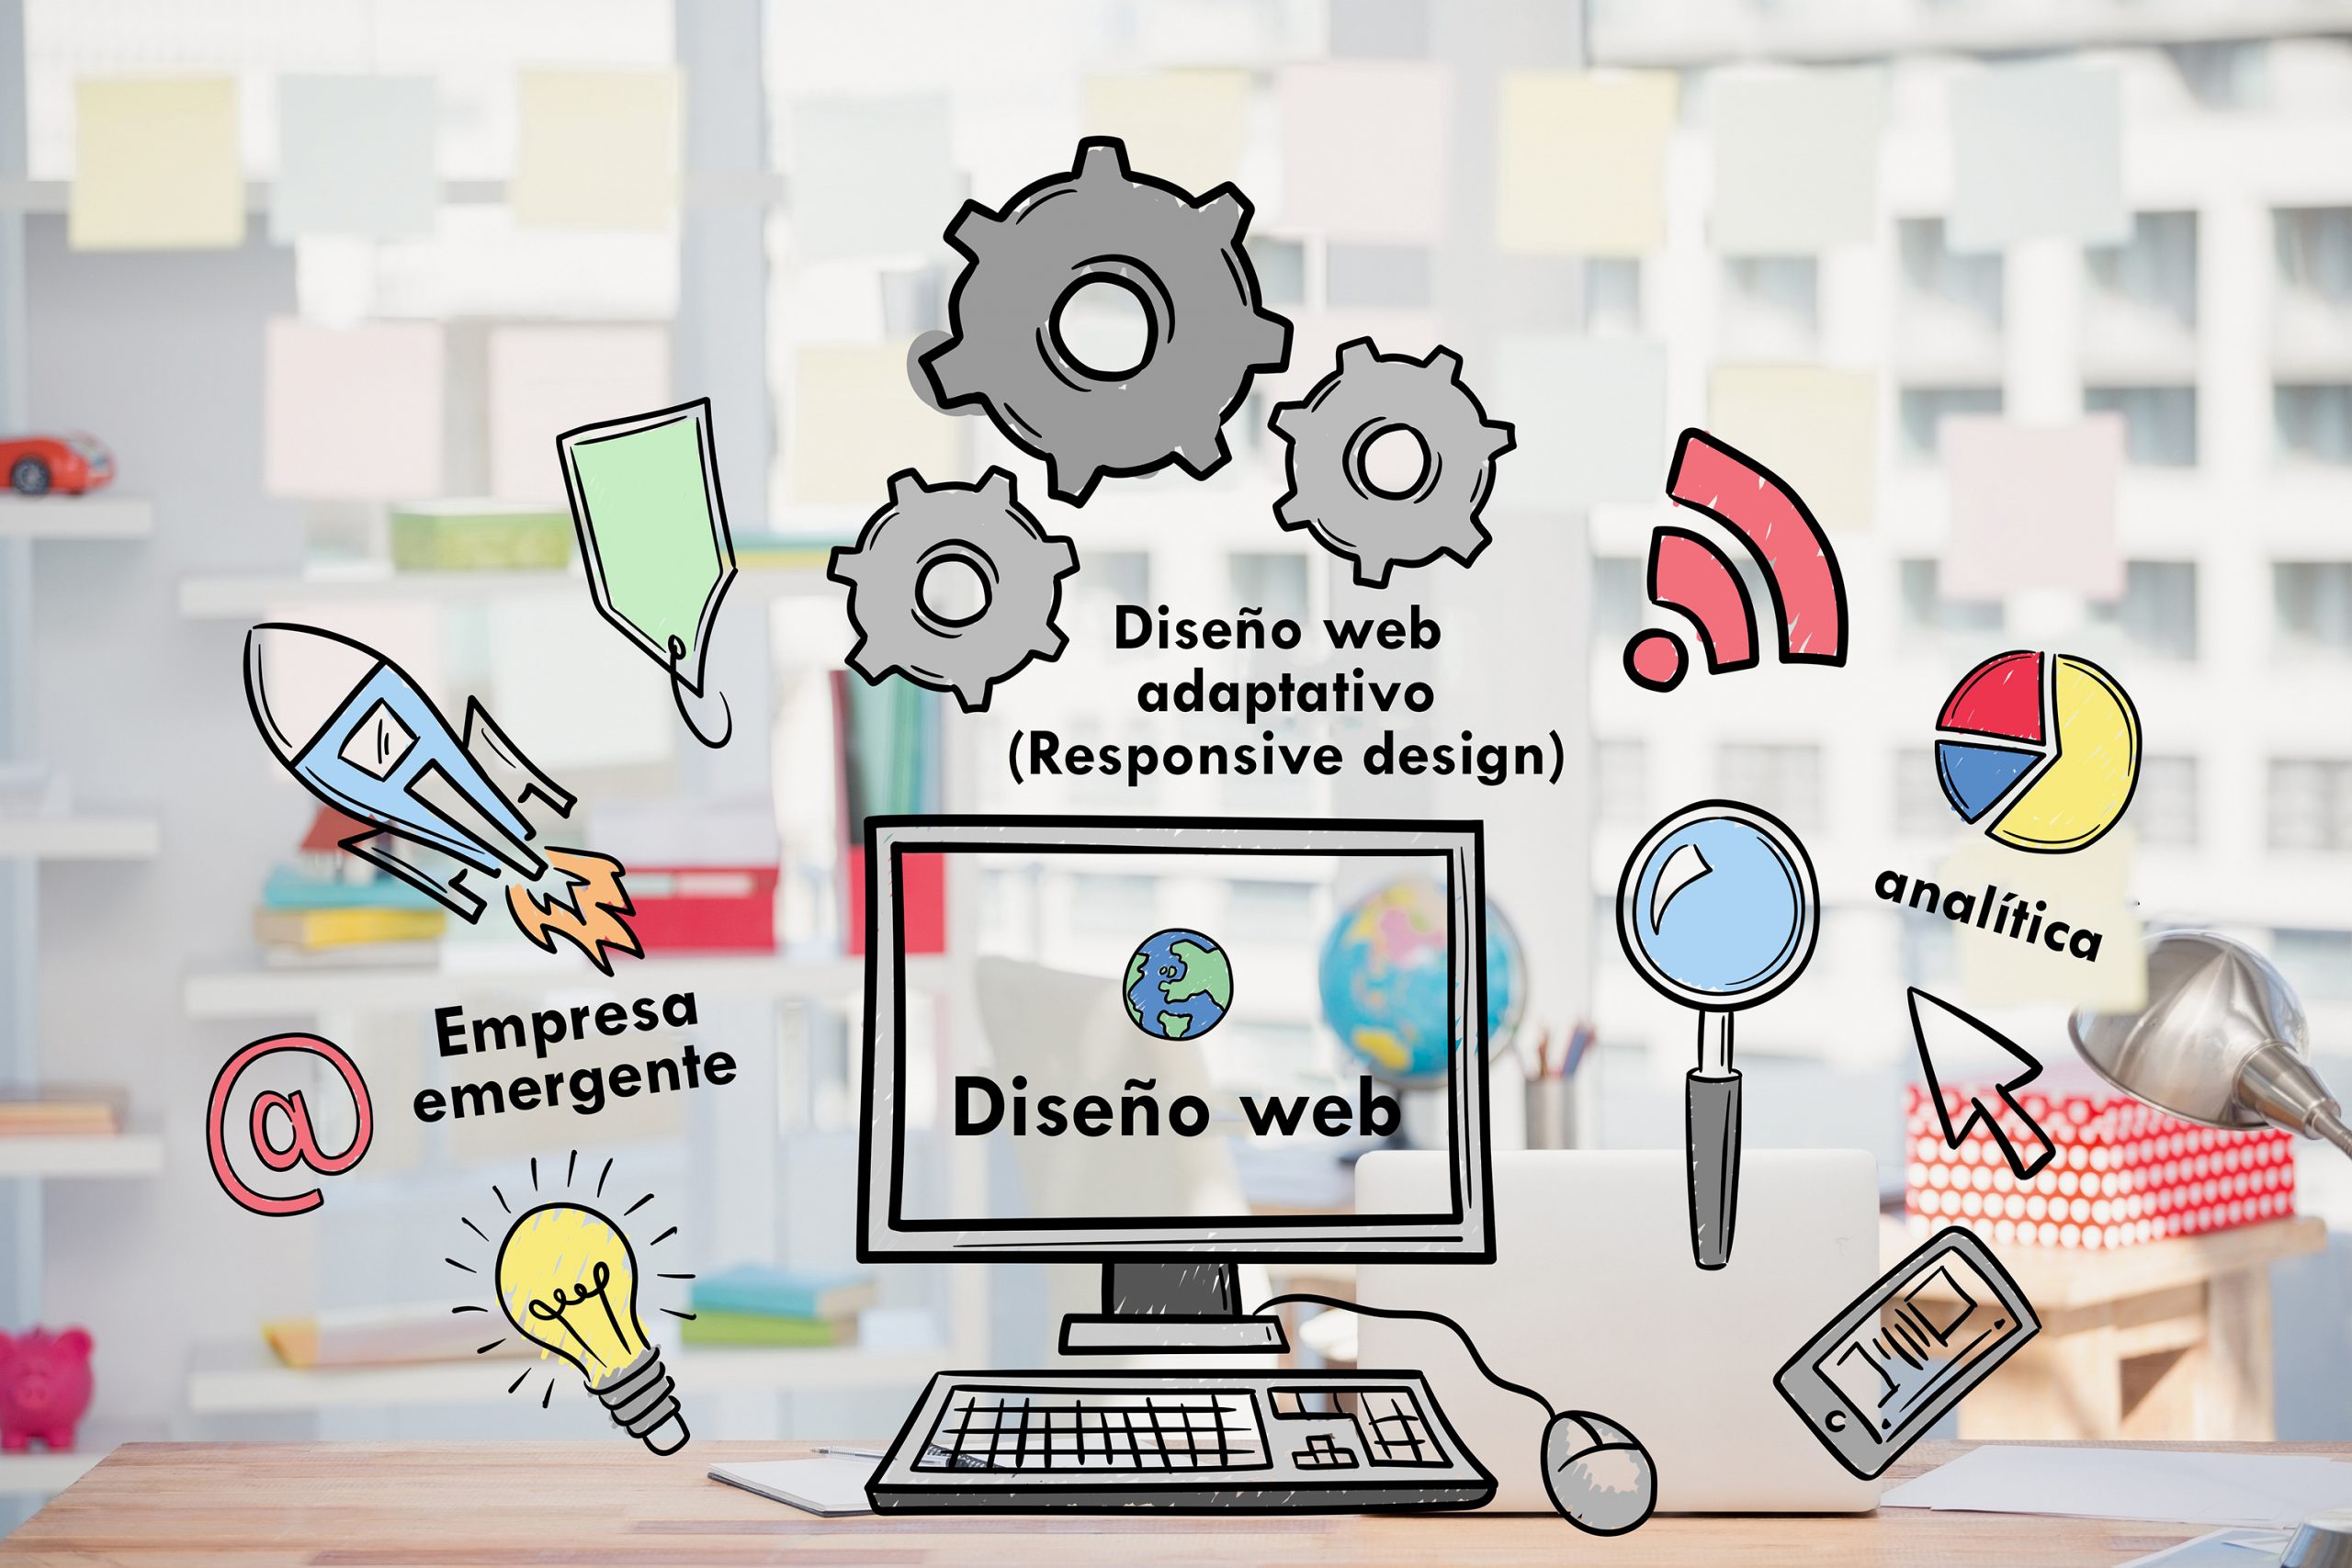 Diseño web
adaptativo
(Responsive design)
analítica
Empresa
emergente
@
Diseño web